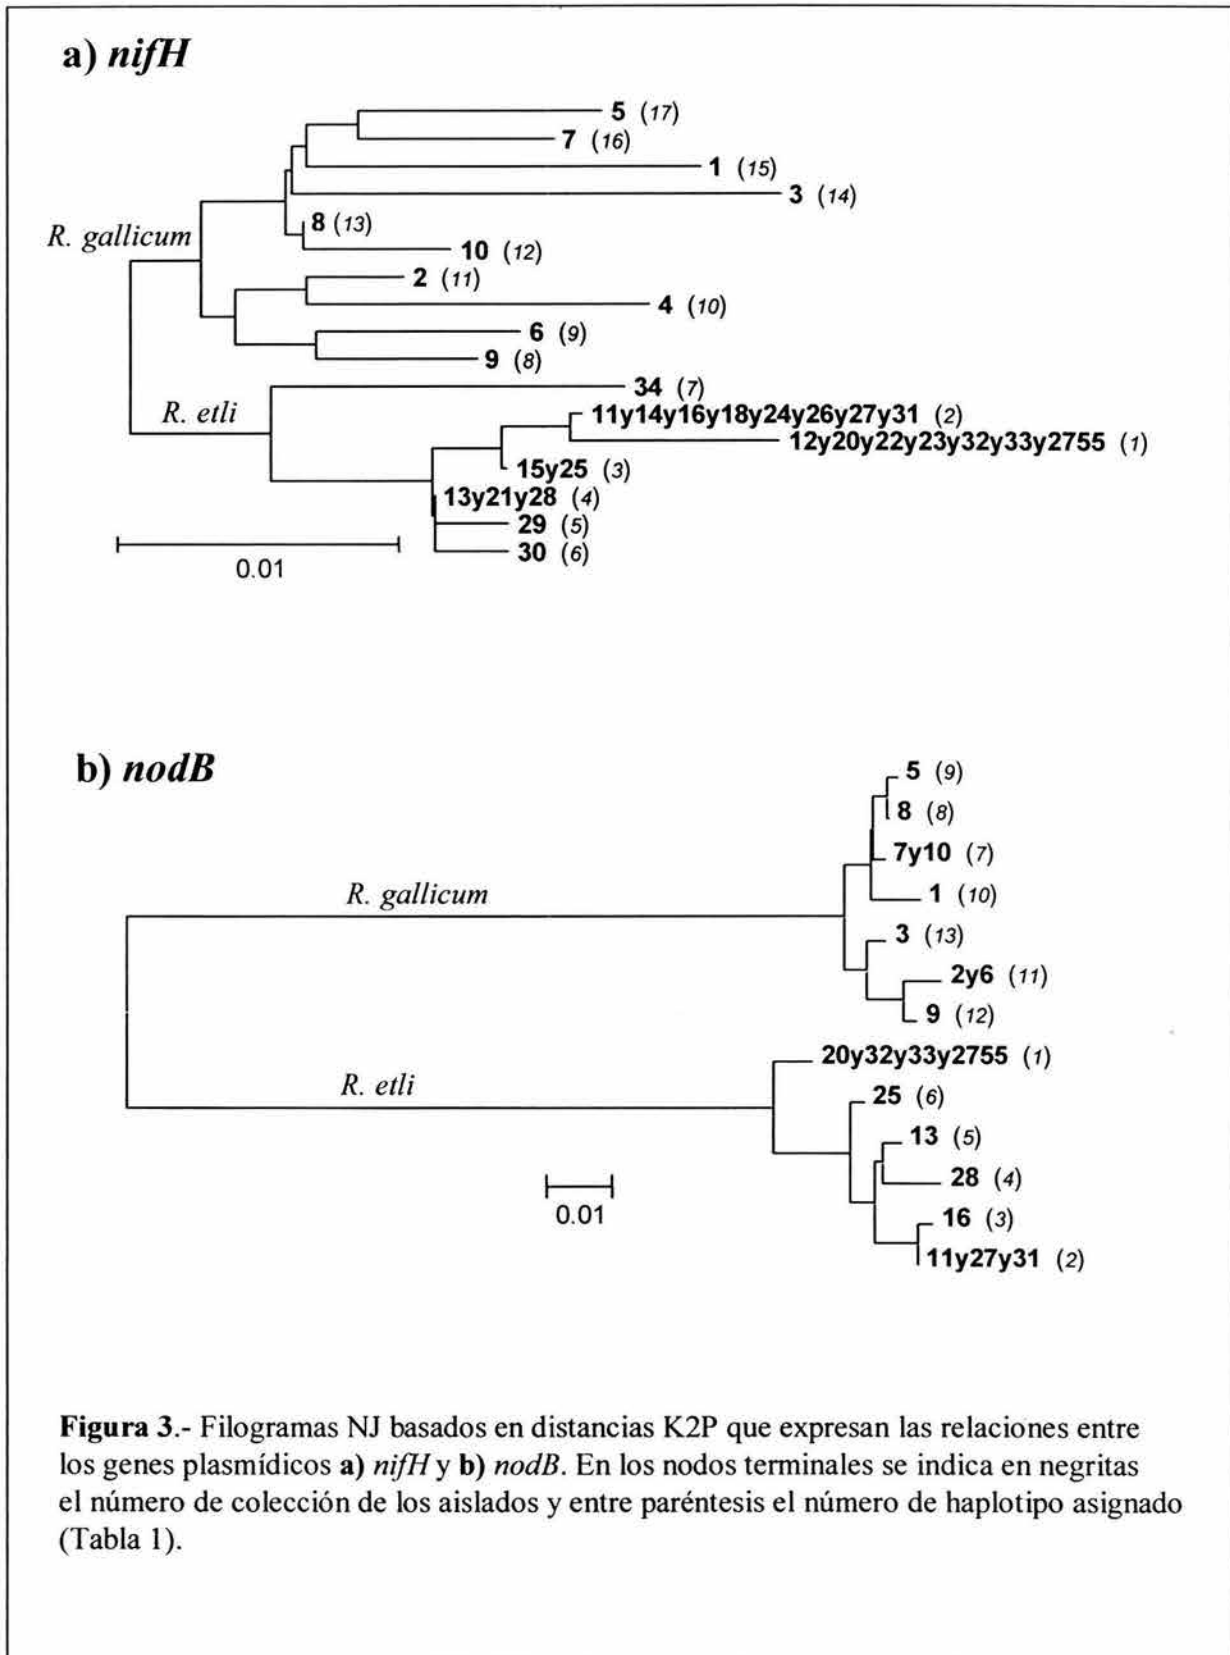 a) nifH
5 (17)
7 (16)
1 (15)
3 (14)
8 (13)
R. gallicum
10 (12)
2 (11)
4 (10)
6 (9)
9 (8)
34 (7)
R. etli
11y14y16y18y24y26y27y31 (2)
12y20y22y23y32y33y2755 (1)
15y25 (3)
13y21y28 (4)
29 (5)
30 (6)
0.01
b) nodB
5 (9)
8 (8)
7y10 (7)
R. gallicum
1 (10)
3 (13)
2y6 (11)
9 (12)
20y32y33y2755 (1)
R. etli
25 (6)
13 (5)
28 (4)
0.01
16 (3)
11y27y31 (2)
Figura 3.- Filogramas NJ basados en distancias K2P que expresan las relaciones entre
los genes plasmídicos a) nifH y b) nodB. En los nodos terminales se indica en negritas
el número de colección de los aislados y entre paréntesis el número de haplotipo asignado
(Tabla 1).